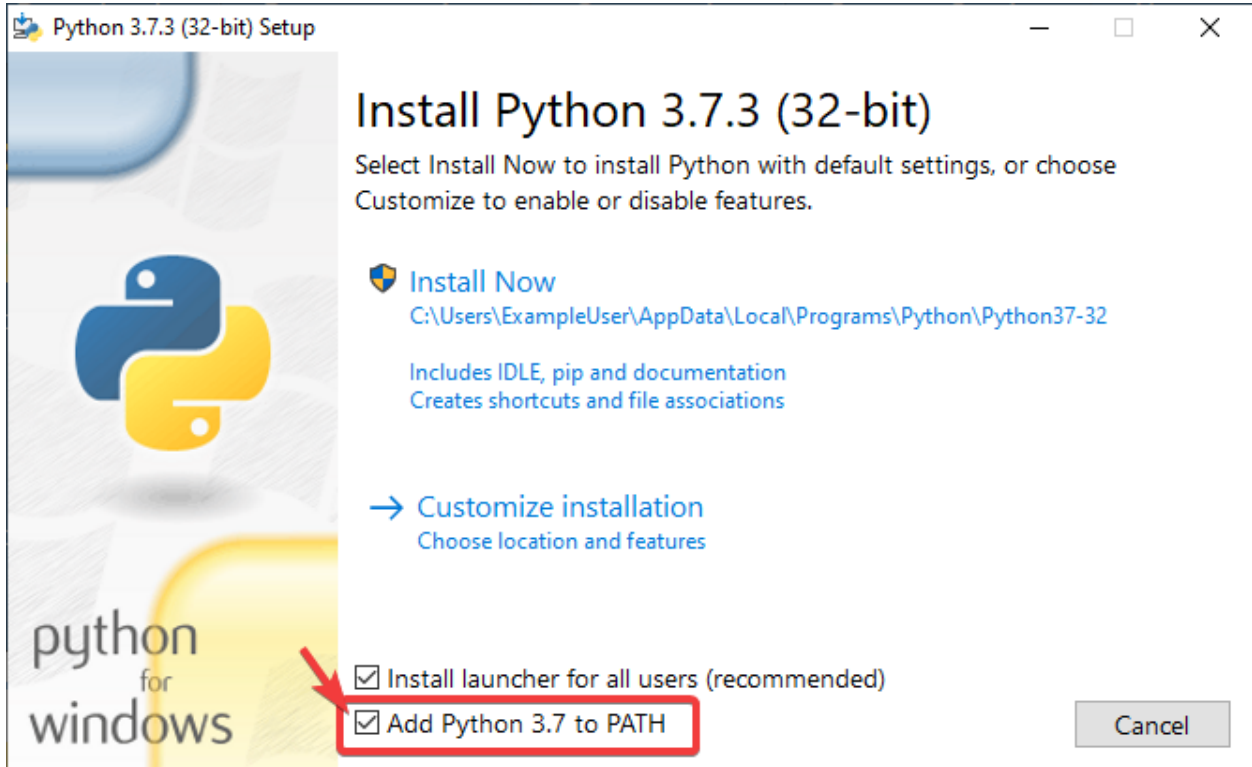 Python 3.7.3 (32-bit) Setup
Install Python 3.7.3 (32-bit)
Select Install Now to install Python with default settings, or choose
Customize to enable or disable features.
Install Now
C:\Users\ExampleUser\AppData\Local\Programs\Python\Python37-32
Includes IDLE, pip and documentation
Creates shortcuts and file associations
Customize installation
Choose location and features
python
for
windows
Install launcher for all users (recommended)
Add Python 3.7 to PATH
Cancel